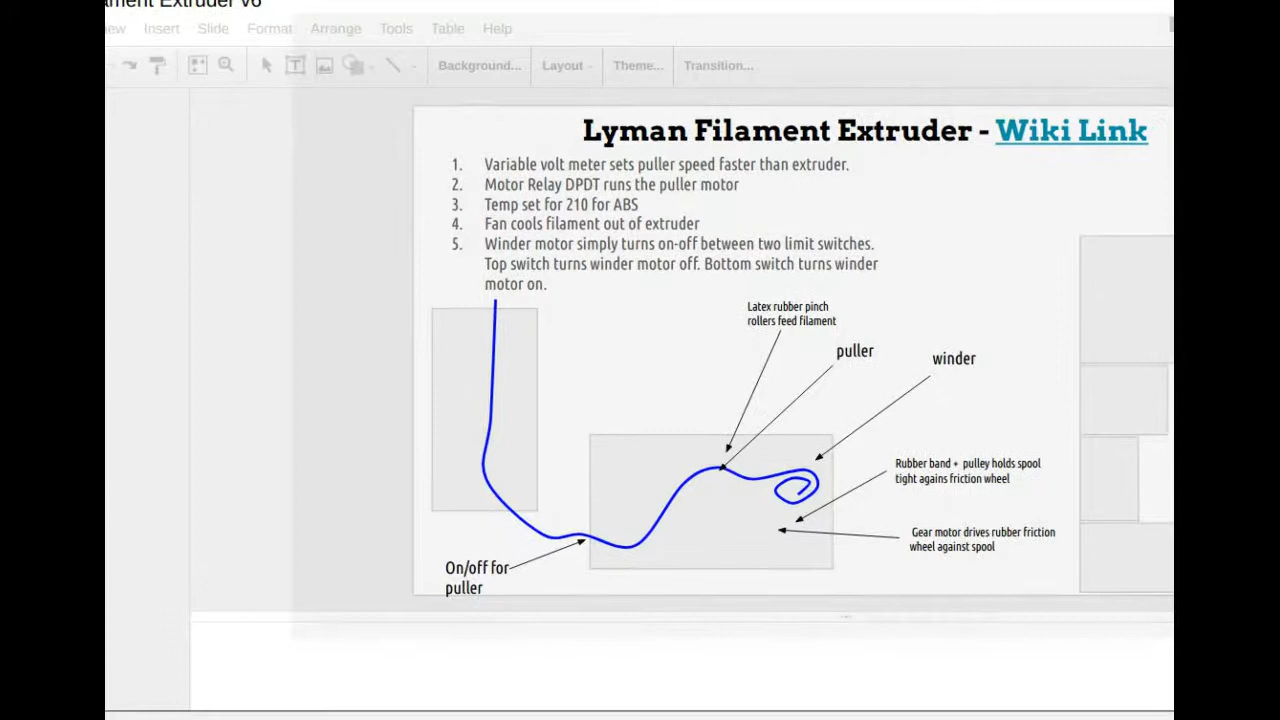 ament Extruder v6
ew Insert Slide Format Arrange Tools Table Help
Background... Layout Theme... Transition...
Lyman Filament Extruder - Wiki Link
1. Variable volt meter sets puller speed faster than extruder.
2. Motor Relay DPDT runs the puller motor
3. Temp set for 210 for ABS
4. Fan cools filament out of extruder
5. Winder motor simply turns on-off between two limit switches.
Top switch turns winder motor off. Bottom switch turns winder
motor on.
Latex rubber pinch
rollers feed filament
puller
winder
Rubber band + pulley holds spool
tight agains friction wheel
Gear motor drives rubber friction
wheel against spool
On/off for
puller